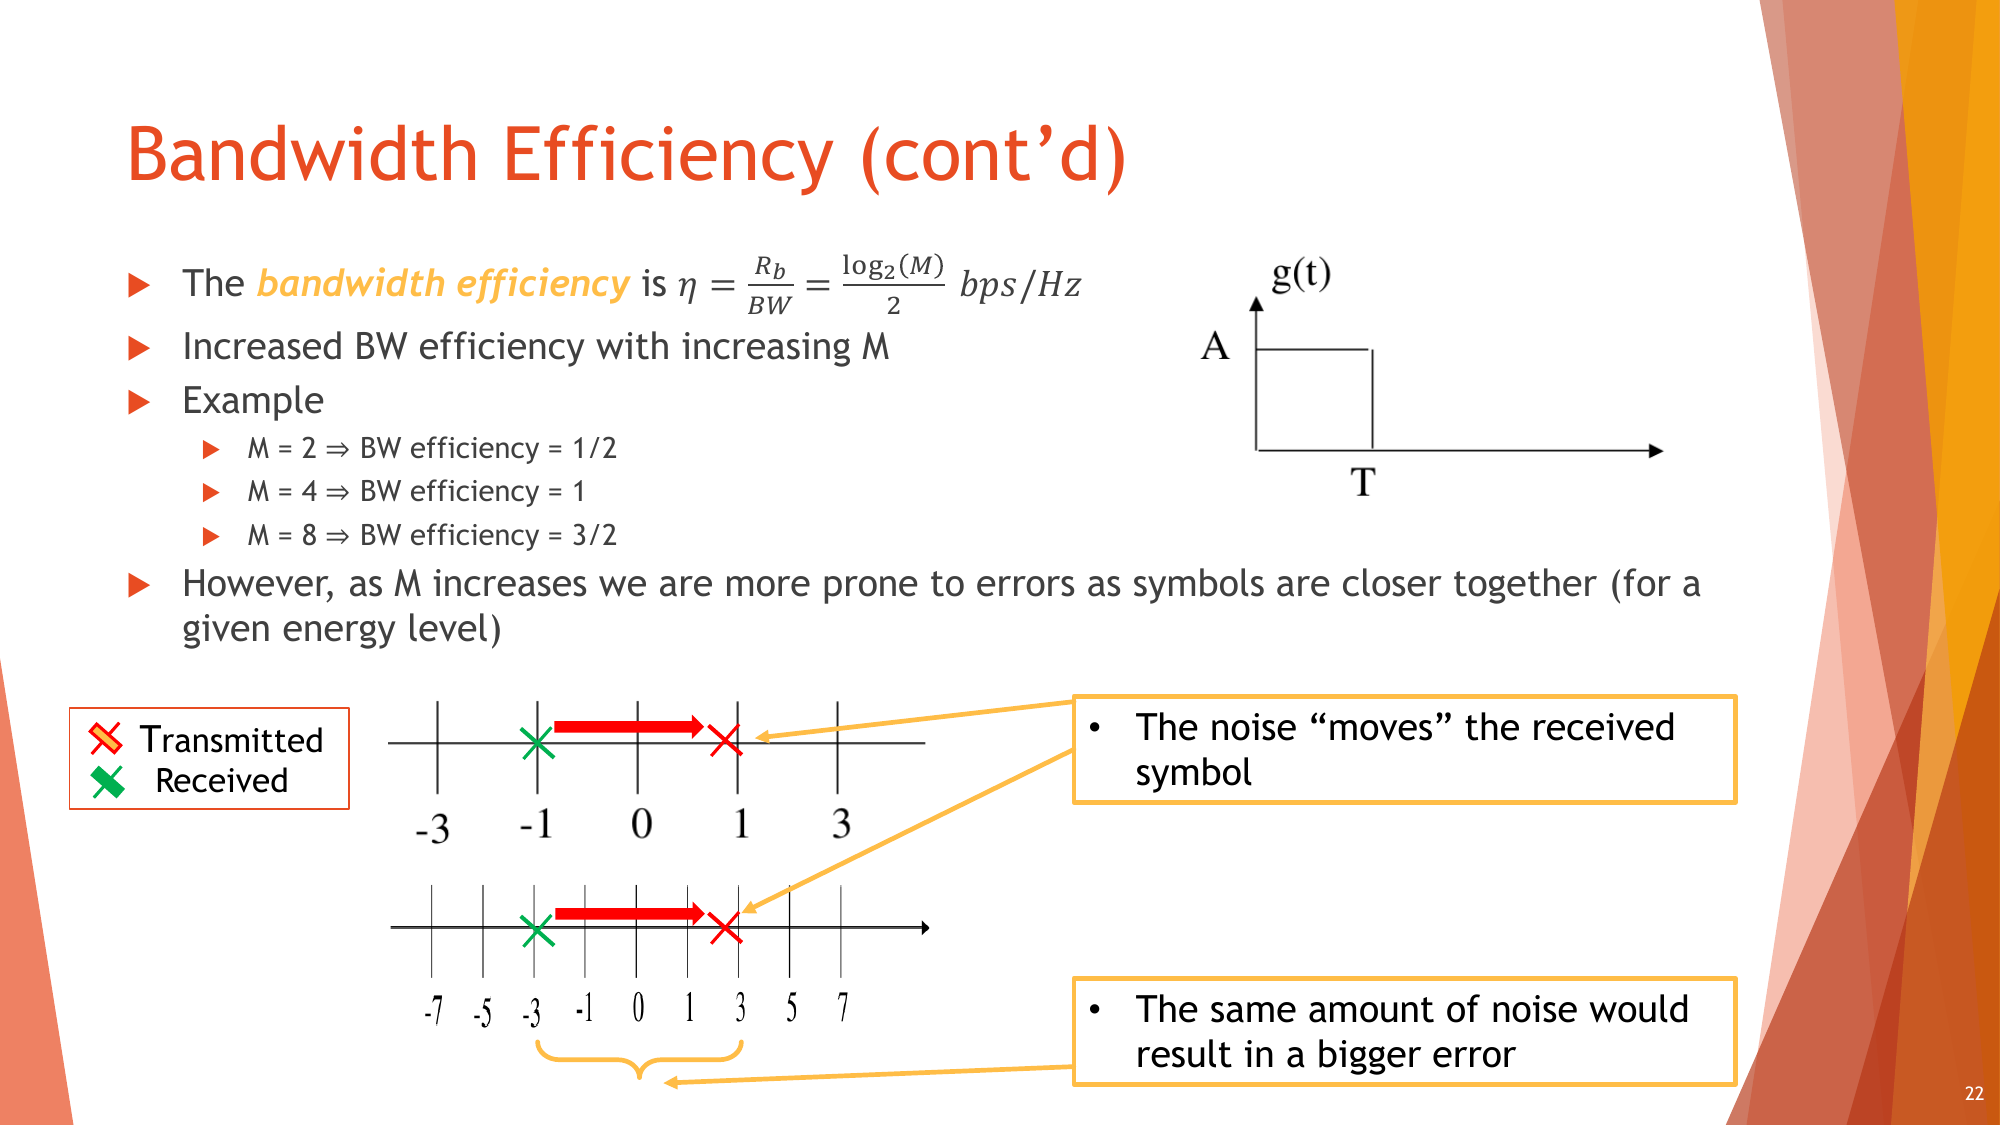 Bandwidth Efficiency (cont’d)
The bandwidth efficiency is 𝜂 = R_b/BW = log₂(M)/2 bps/Hz
Increased BW efficiency with increasing M
Example
M = 2 ⇒ BW efficiency = 1/2
M = 4 ⇒ BW efficiency = 1
M = 8 ⇒ BW efficiency = 3/2
g(t)
A
T
However, as M increases we are more prone to errors as symbols are closer together (for a
given energy level)
Transmitted
Received
-3 -1 0 1 3
• The noise “moves” the received
symbol
-7 -5 -3 -1 0 1 3 5 7
• The same amount of noise would
result in a bigger error
22